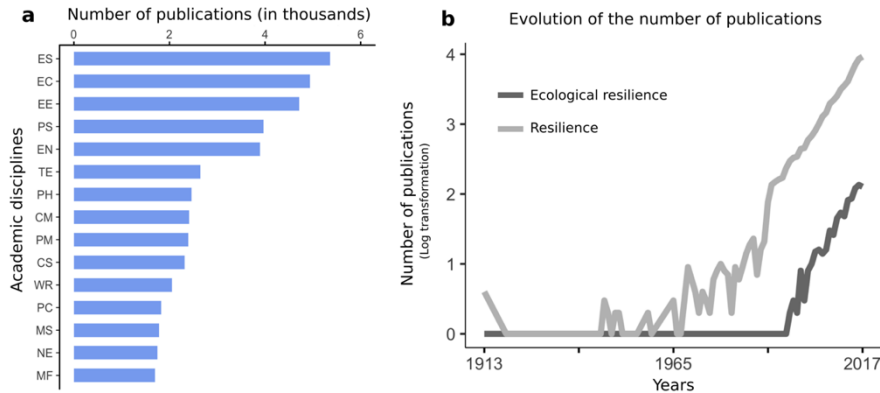 a
Number of publications (in thousands)
0 2 4 6
Academic disciplines
ES
EC
EE
PS
EN
TE
PH
CM
PM
CS
WR
PC
MS
NE
MF
b
Evolution of the number of publications
Number of publications
(Log transformation)
4
3
2
1
0
Ecological resilience
Resilience
1913 1965 2017
Years